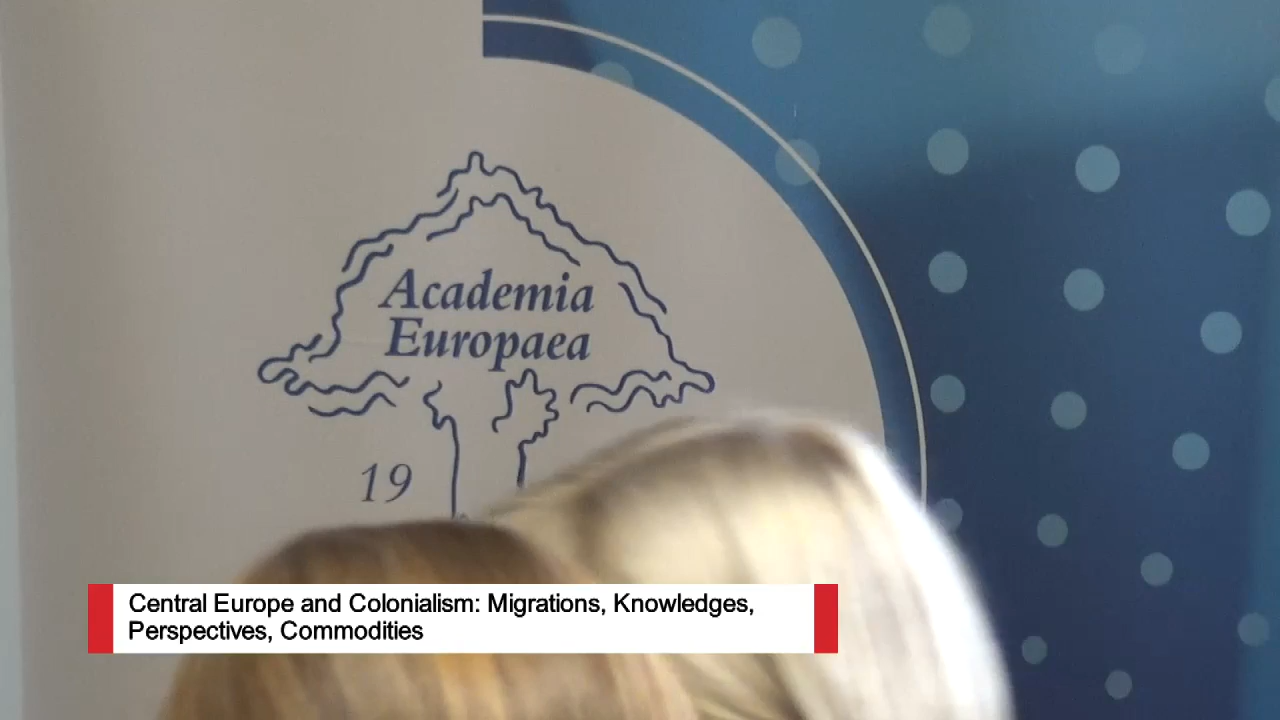 Academia
Europaea
19
Central Europe and Colonialism: Migrations, Knowledges,
Perspectives, Commodities